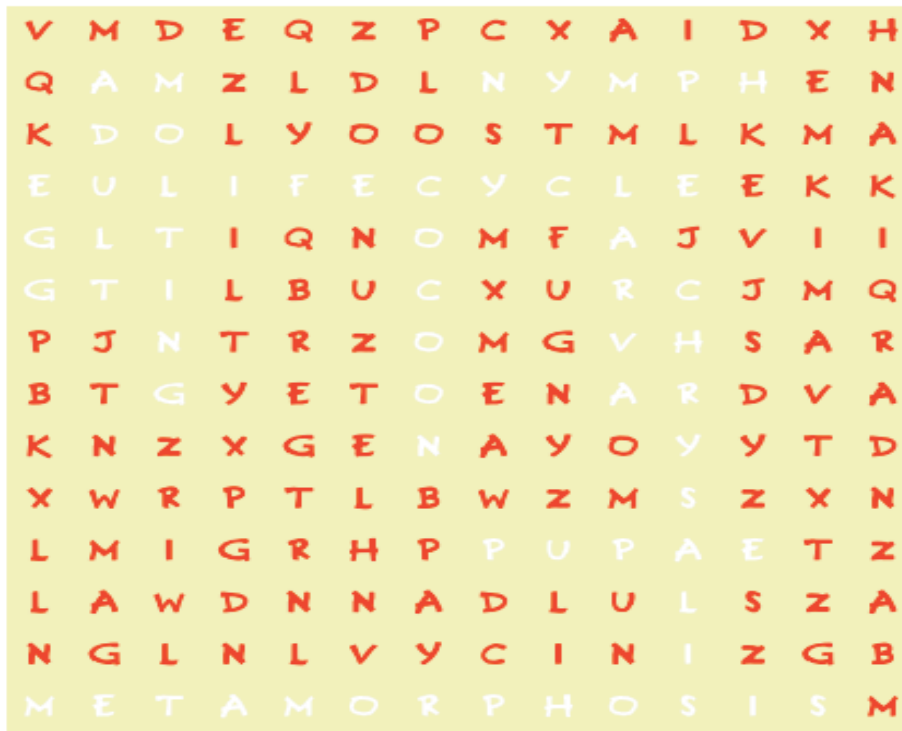 V M D E Q Z P C X A I D X H
Q A M Z L D L N Y M P H E N
K D O L Y O O S T M L K M A
E U L I F E C Y C L E E K K
G L T I Q N O M F A J V I I
G T I L B U C X U R C J M Q
P J N T R Z O M G V H S A R
B T G Y E T O E N A R D V A
K N Z X G E N A Y O Y Y T D
X W R P T L B W Z M S Z X N
L M I G R H P P U P A E T Z
L A W D N N A D L U L S Z A
N G L N L V Y C I N I Z G B
M E T A M O R P H O S I S M